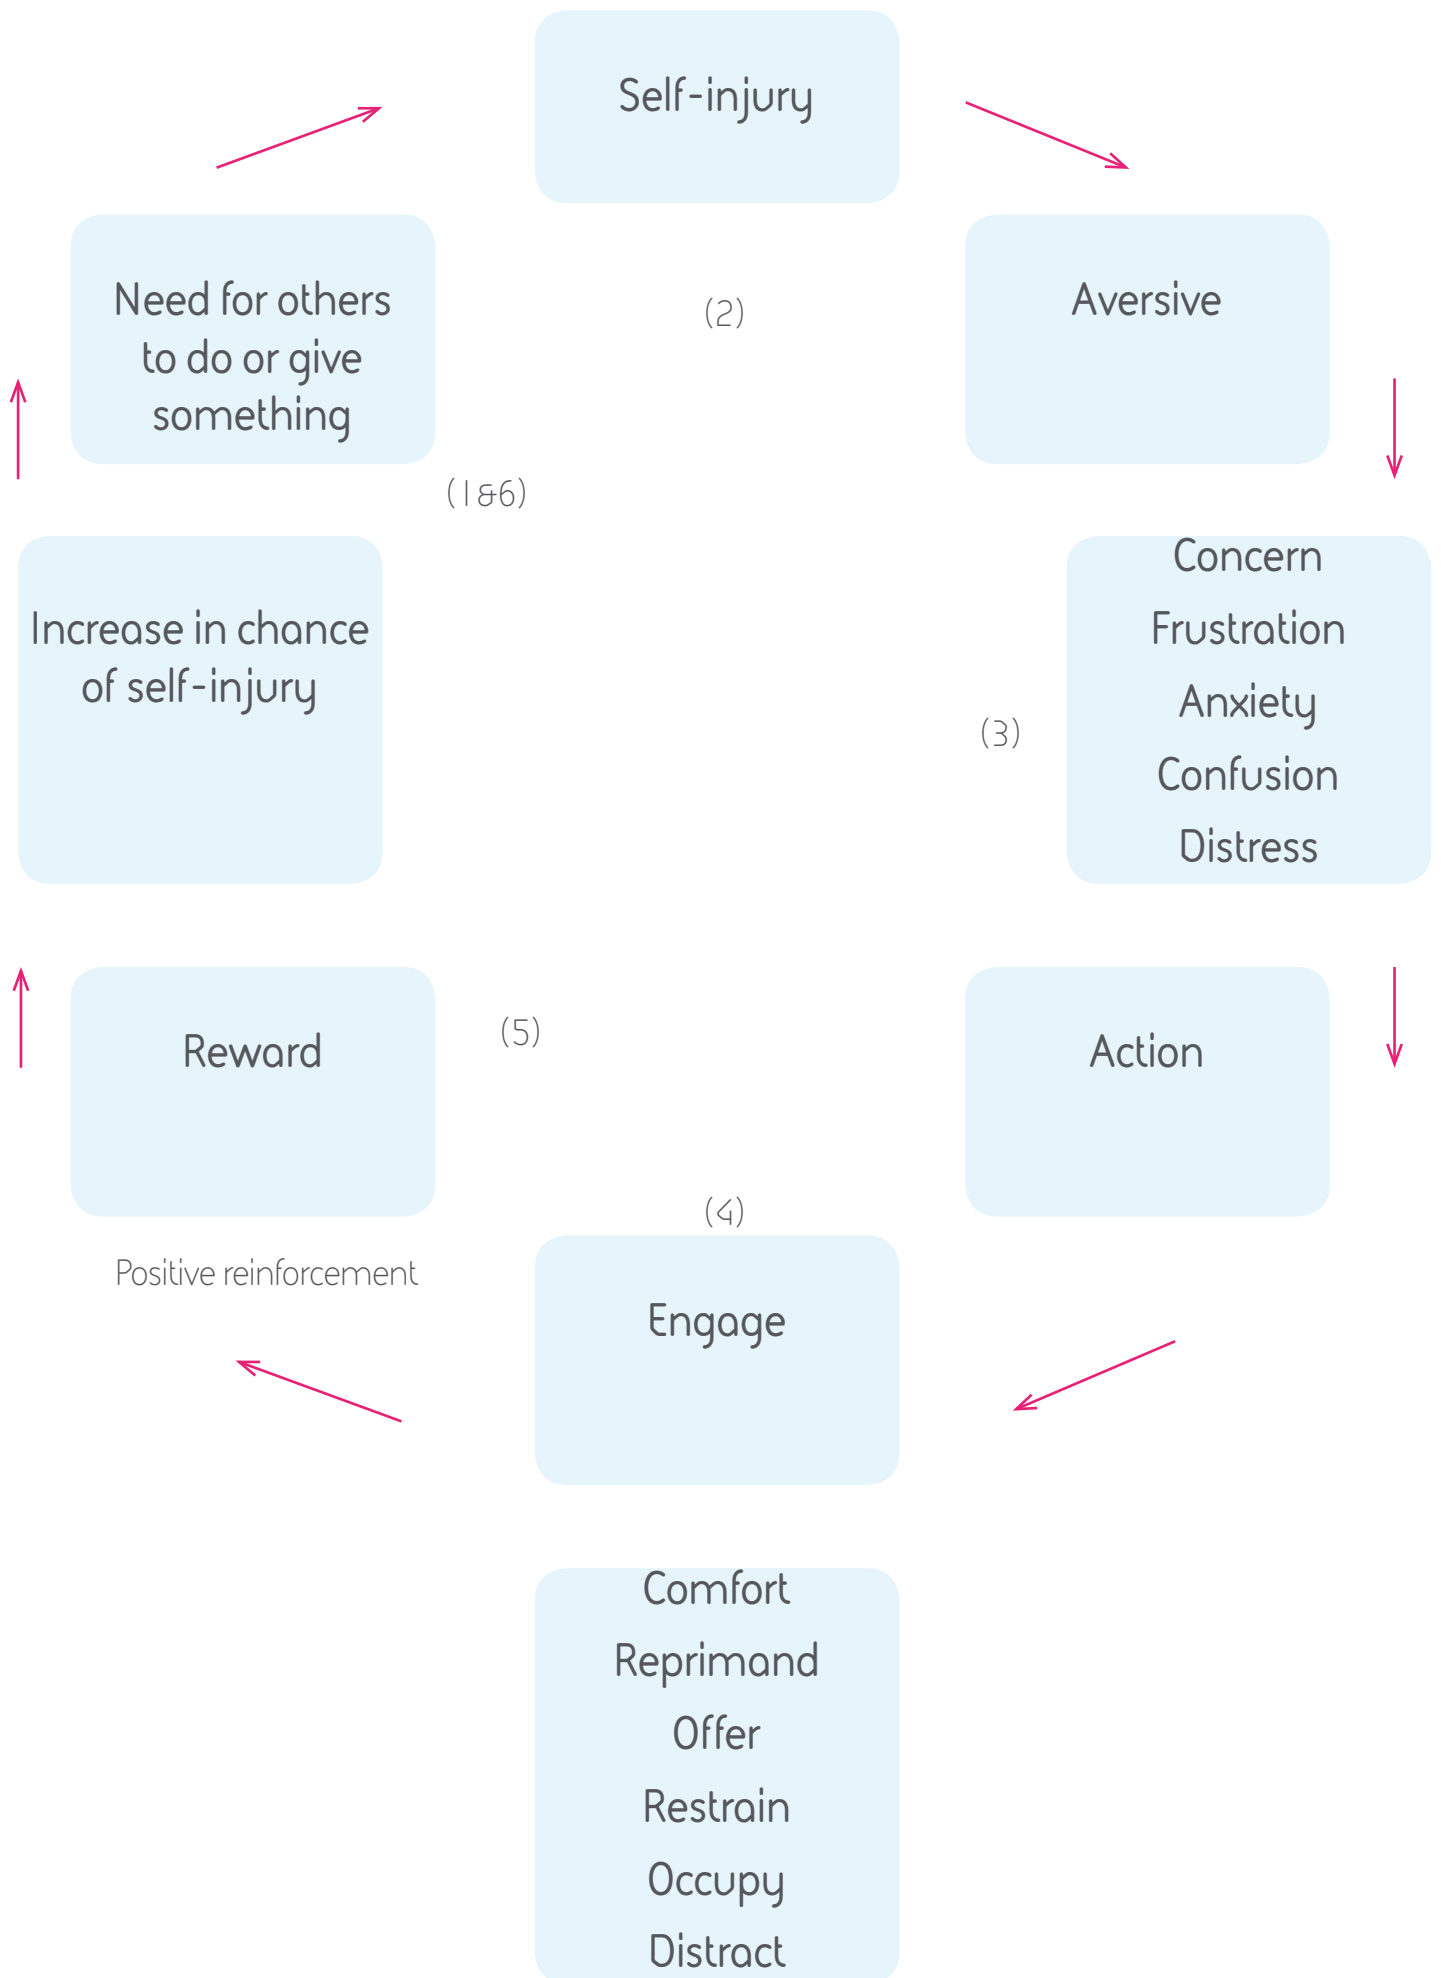 Self-injury
Need for others
to do or give
something
(2)
Aversive
(1&6)
Increase in chance
of self-injury
Concern
Frustration
Anxiety
Confusion
Distress
(3)
Reward
(5)
Action
Positive reinforcement
(4)
Engage
Comfort
Reprimand
Offer
Restrain
Occupy
Distract